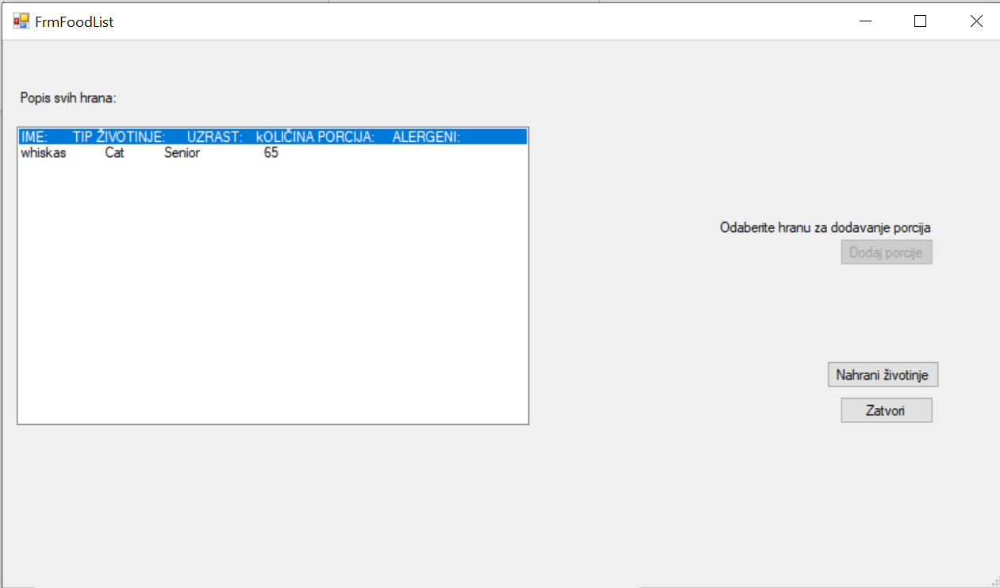 FrmFoodList
Popis svih hrana:
IME: TIP ŽIVOTINJE: UZRAST: kOLIČINA PORCIJA: ALERGENI:
whiskas Cat Senior 65
Odaberite hranu za dodavanje porcija
Dodaj porcije
Nahrani životinje
Zatvori